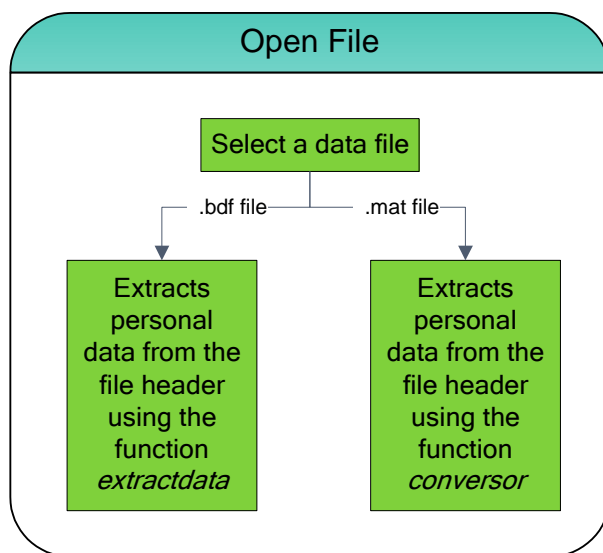 Open File
Select a data file
.bdf file
.mat file
Extracts
personal
data from the
file header
using the
function
extractdata
Extracts
personal
data from the
file header
using the
function
conversor